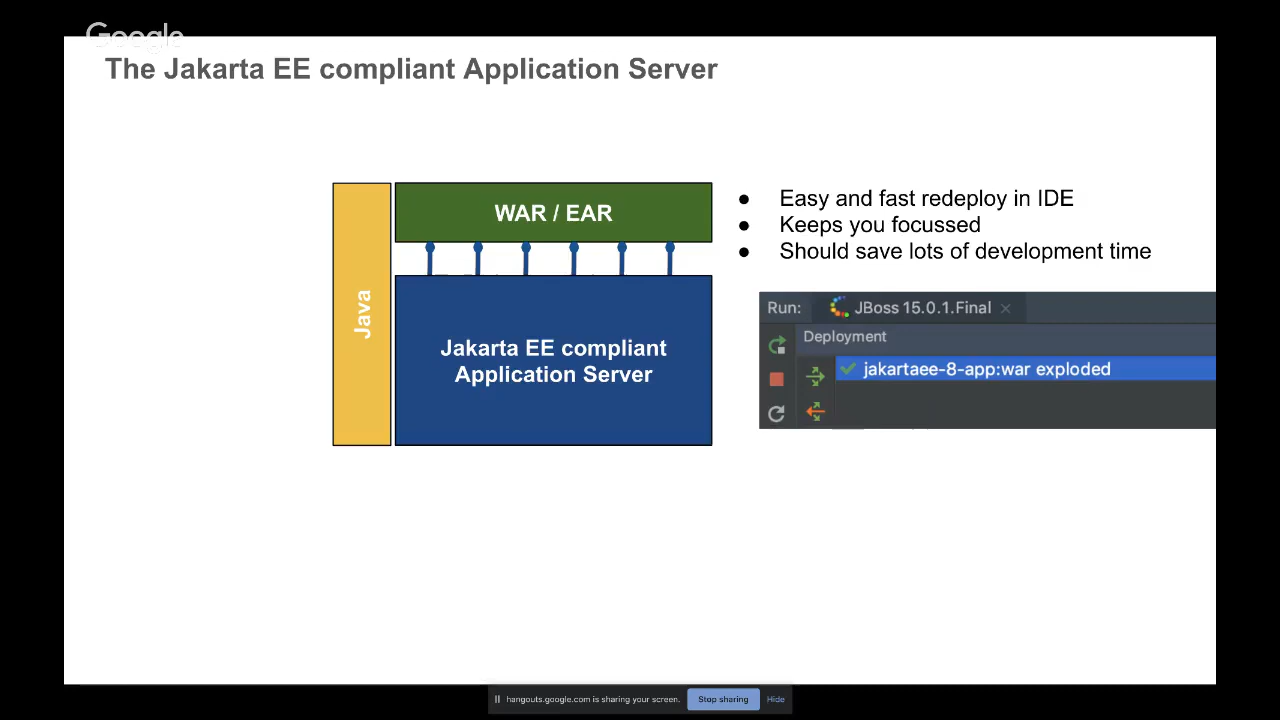 Google
The Jakarta EE compliant Application Server
WAR / EAR
Java
Jakarta EE compliant
Application Server
● Easy and fast redeploy in IDE
● Keeps you focussed
● Should save lots of development time
Run: JBoss 15.0.1.Final ×
Deployment
jakartaee-8-app:war exploded
hangouts.google.com is sharing your screen. Stop sharing Hide